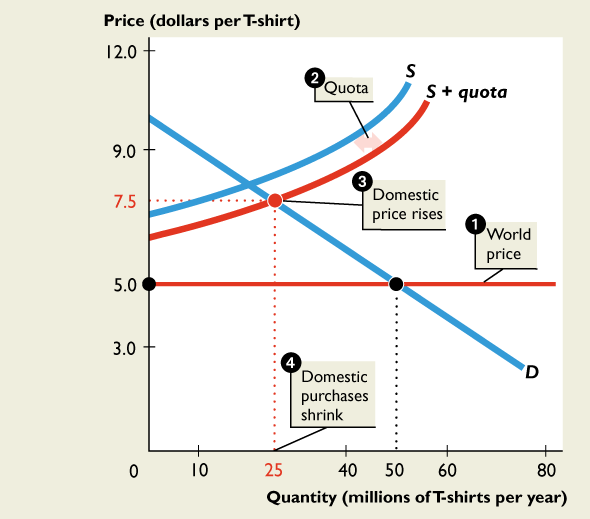 Price (dollars per T-shirt)
12.0
9.0
7.5
5.0
3.0
0
10
25
40
50
60
80
Quantity (millions of T-shirts per year)
S
S + quota
2
Quota
3
Domestic
price rises
1
World
price
4
Domestic
purchases
shrink
D